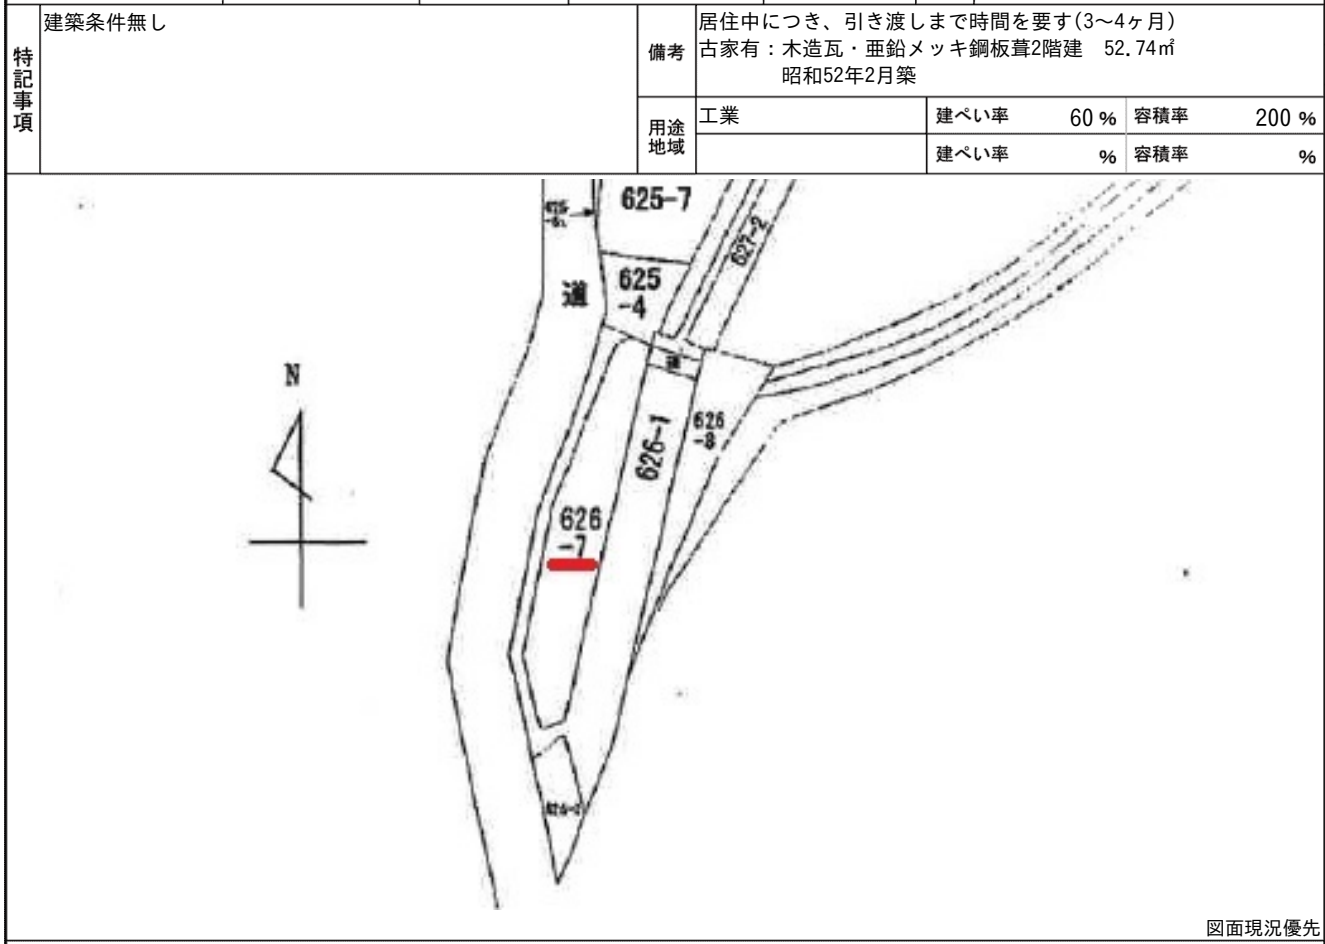 特記事項
建築条件無し
備考
居住中につき、引き渡しまで時間を要す(3～4ヶ月)
古家有：木造瓦・亜鉛メッキ鋼板葺2階建　52.74㎡
昭和52年2月築
用途
地域
工業
建ぺい率 60 % 容積率 200 %
建ぺい率 % 容積率 %
625-7
627-2
625
-4
道
N
626-1
626
-8
626
-7
図面現況優先